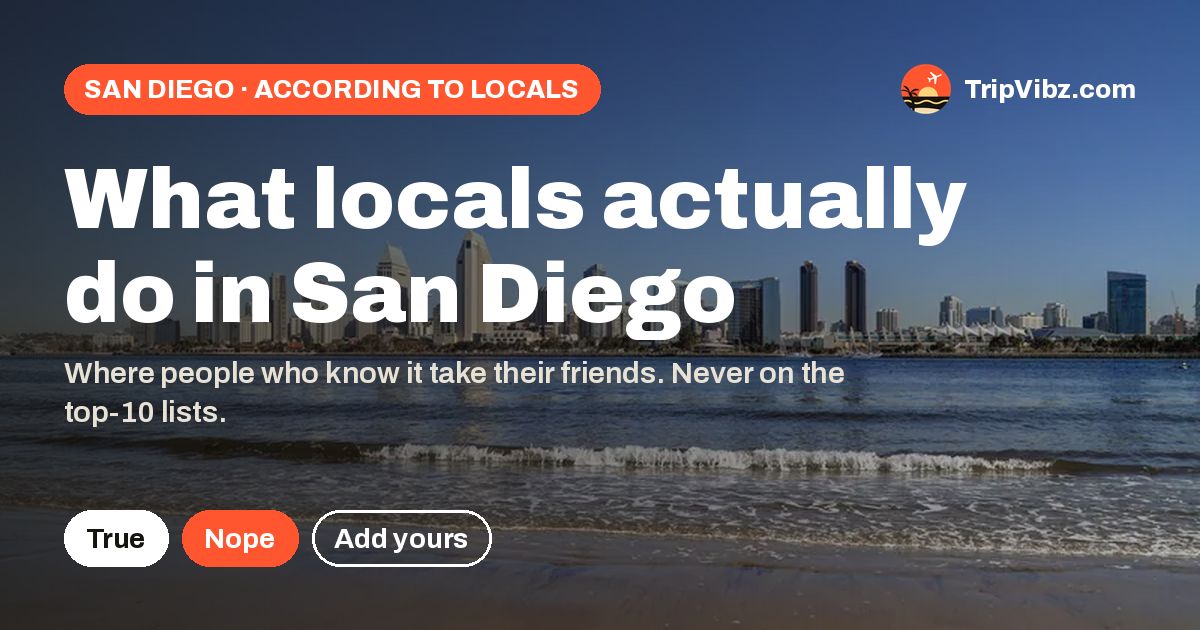 SAN DIEGO · ACCORDING TO LOCALS
TripVibz.com
What locals actually
do in San Diego
Where people who know it take their friends. Never on the
top-10 lists.
True
Nope
Add yours